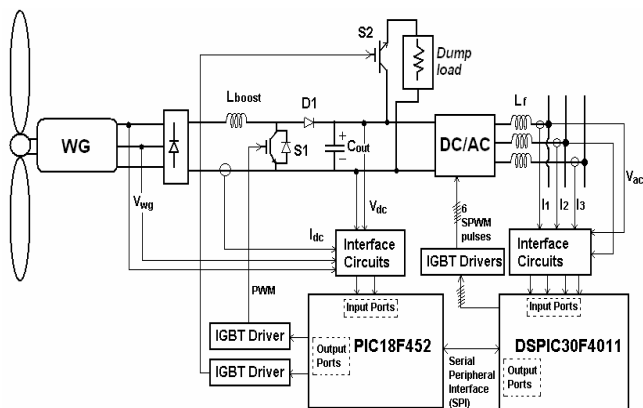 S2
Dump
load
Lboost
D1
Lf
WG
S1
+
Cout
−
DC/AC
Vwg
Vdc
Idc
6
SPWM
pulses
I1
I2
I3
Vac
Interface
Circuits
Interface
Circuits
IGBT Drivers
PWM
Input Ports
Input Ports
IGBT Driver
IGBT Driver
Output
Ports
PIC18F452
DSPIC30F4011
Serial
Peripheral
Interface
(SPI)
Output
Ports